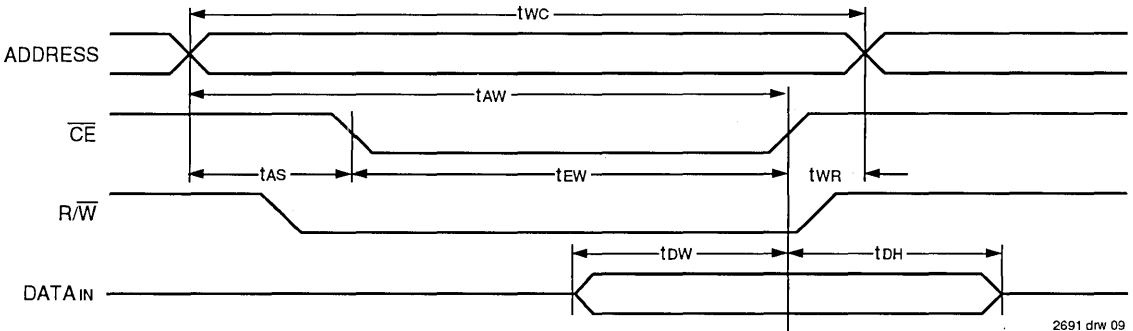 tWC
ADDRESS
tAW
CE
tAS
tEW
tWR
R/W
tDW
tDH
DATA IN
2691 drw 09